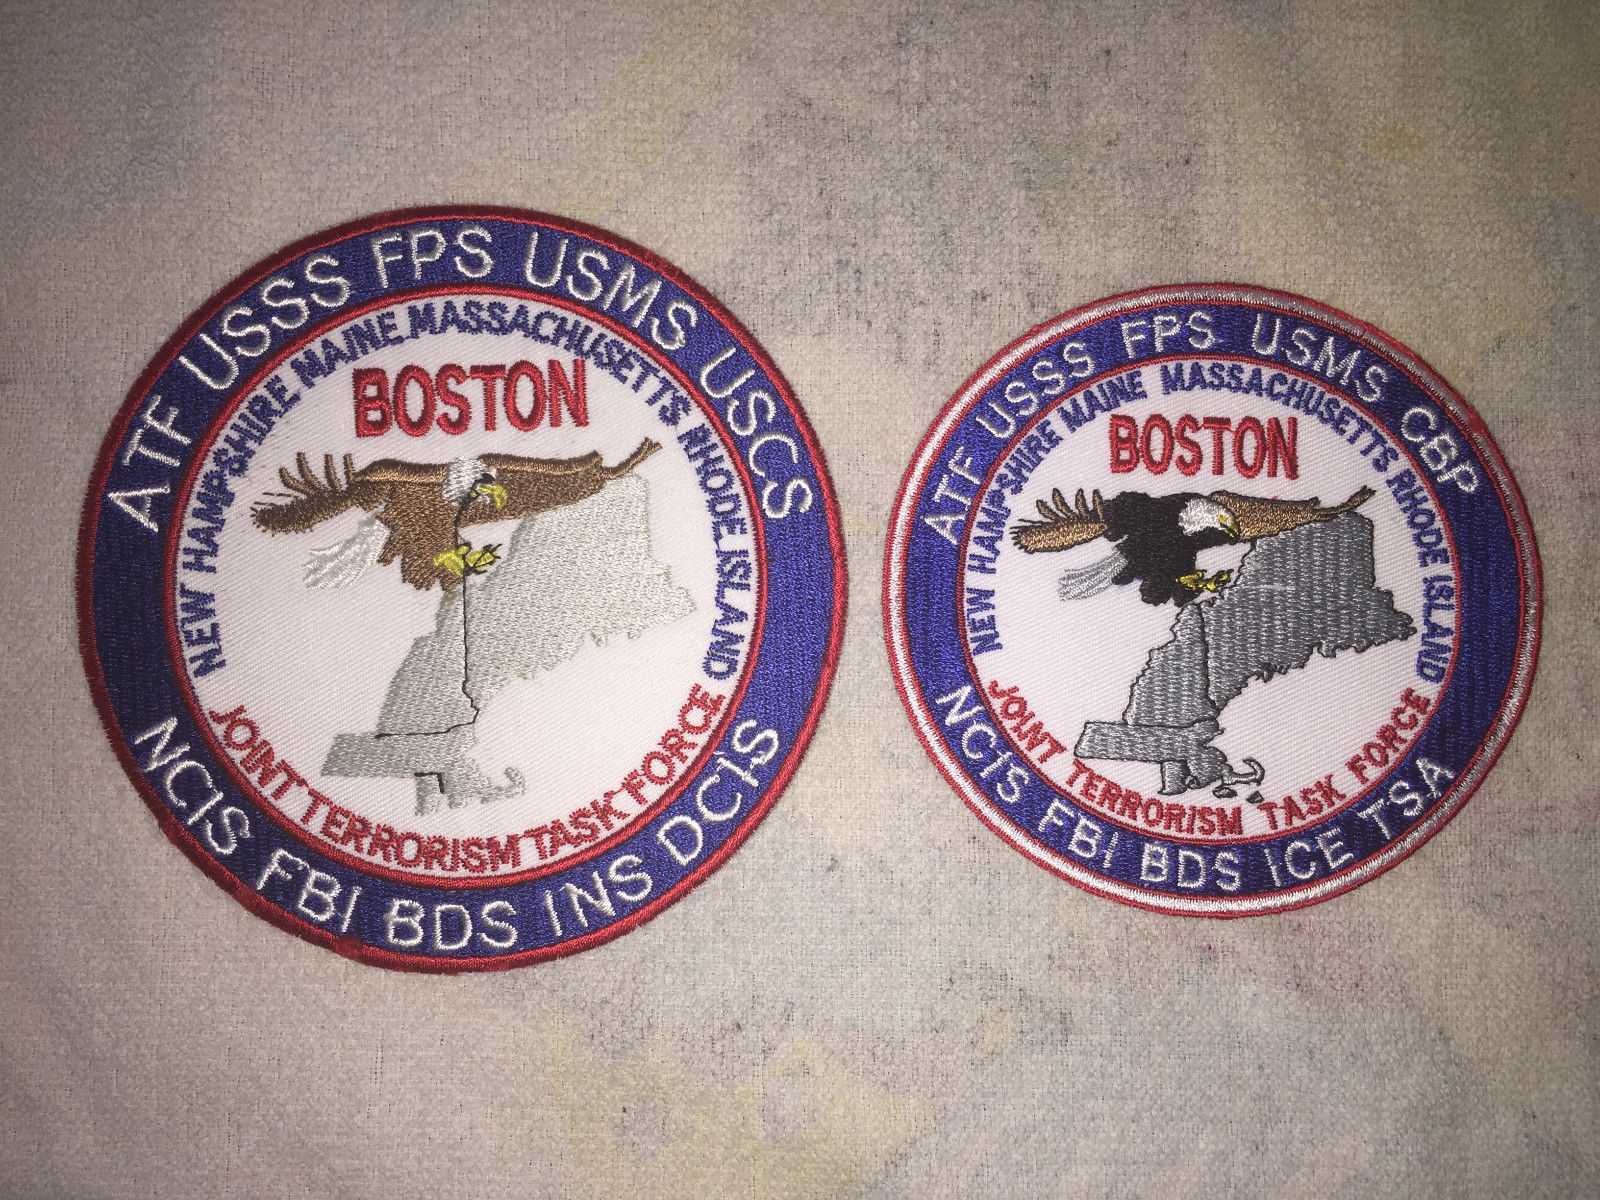 ATF USSS FPS USMS USCS
NEW HAMPSHIRE MAINE MASSACHUSETTS RHODE ISLAND
BOSTON
JOINT TERRORISM TASK FORCE
NCIS FBI BDS INS DCIS
ATF USSS FPS USMS CBP
NEW HAMPSHIRE MAINE MASSACHUSETTS RHODE ISLAND
BOSTON
JOINT TERRORISM TASK FORCE
NCIS FBI BDS ICE TSA